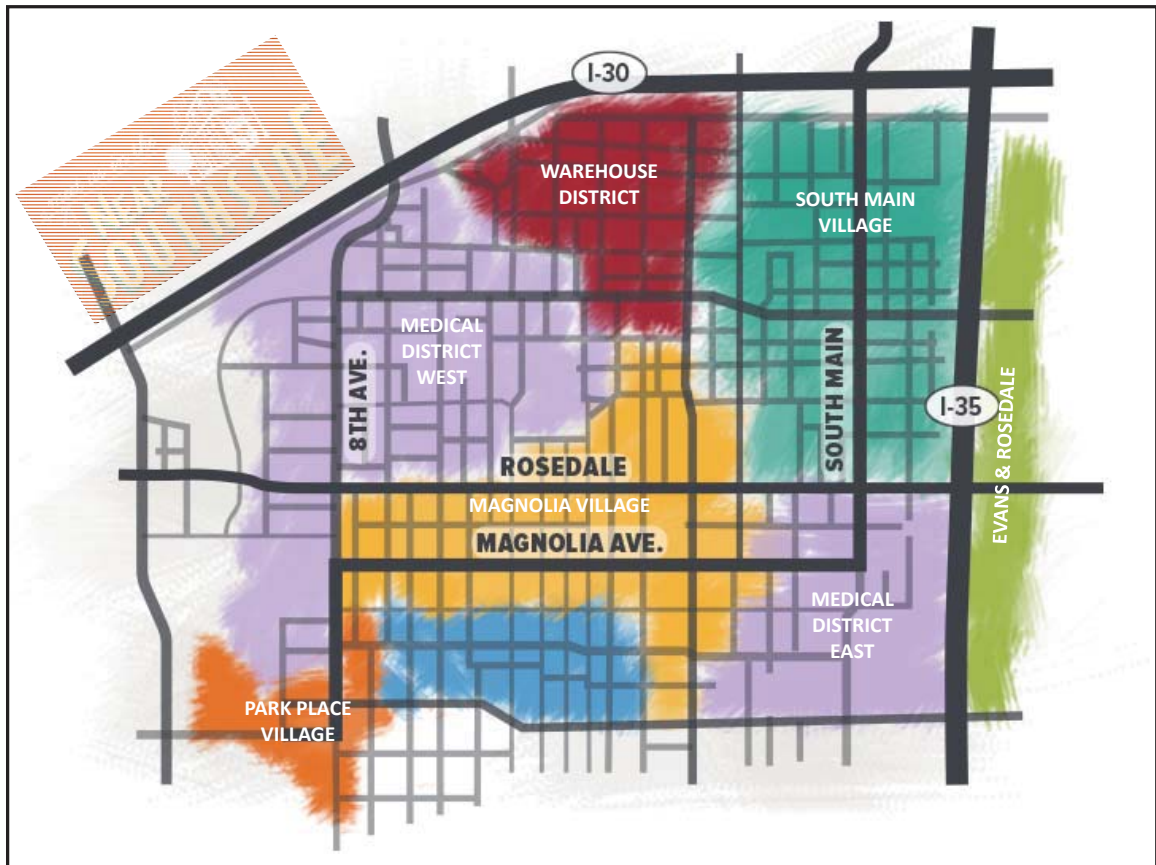 I-30
NEAR
SOUTHSIDE
WAREHOUSE
DISTRICT
SOUTH MAIN
VILLAGE
MEDICAL
DISTRICT
WEST
8TH AVE.
SOUTH MAIN
I-35
EVANS & ROSEDALE
ROSEDALE
MAGNOLIA VILLAGE
MAGNOLIA AVE.
MEDICAL
DISTRICT
EAST
PARK PLACE
VILLAGE